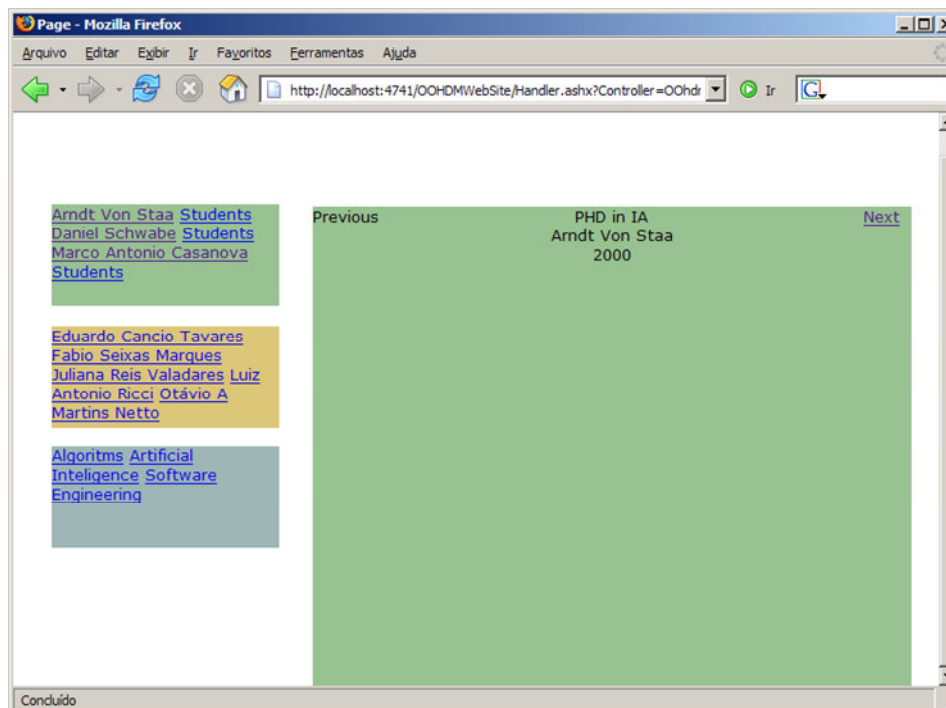 Page - Mozilla Firefox
Arquivo Editar Exibir Ir Favoritos Ferramentas Ajuda
http://localhost:4741/OOHDMWebSite/Handler.ashx?Controller=OOhdr Ir G
Arndt Von Staa Students
Daniel Schwabe Students
Marco Antonio Casanova
Students
Eduardo Cancio Tavares
Fabio Seixas Marques
Juliana Reis Valadares Luiz
Antonio Ricci Otávio A
Martins Netto
Algoritms Artificial
Inteligence Software
Engineering
Previous PHD in IA Next
Arndt Von Staa
2000
Concluído